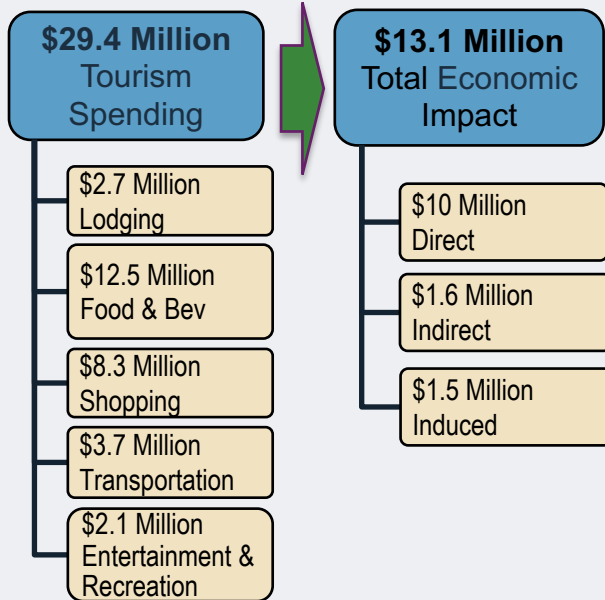 $29.4 Million
Tourism
Spending
$2.7 Million
Lodging
$12.5 Million
Food & Bev
$8.3 Million
Shopping
$3.7 Million
Transportation
$2.1 Million
Entertainment &
Recreation
$13.1 Million
Total Economic
Impact
$10 Million
Direct
$1.6 Million
Indirect
$1.5 Million
Induced